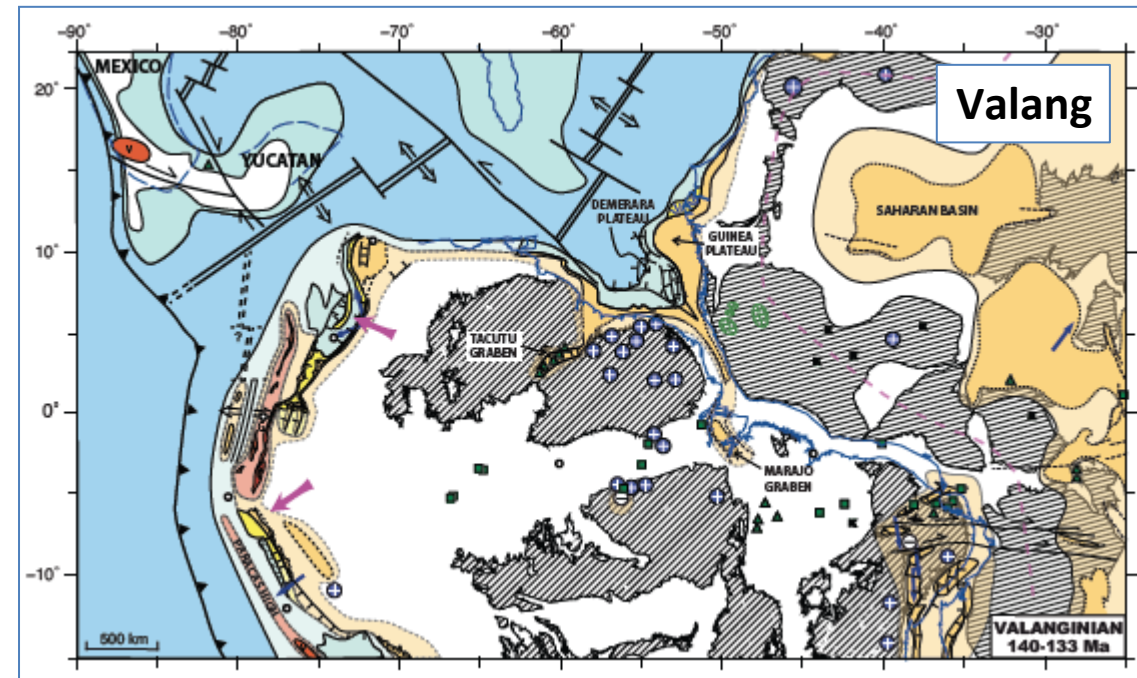 −90° −80° −70° −60° −50° −40° −30°
MEXICO
Valang
20°
V
YUCATAN
DEMERARA
PLATEAU
SAHARAN BASIN
GUINEA
PLATEAU
10°
TACUTU
GRABEN
?
0°
MARAJO
GRABEN
−10°
500 km
VALANGINIAN
140-133 Ma